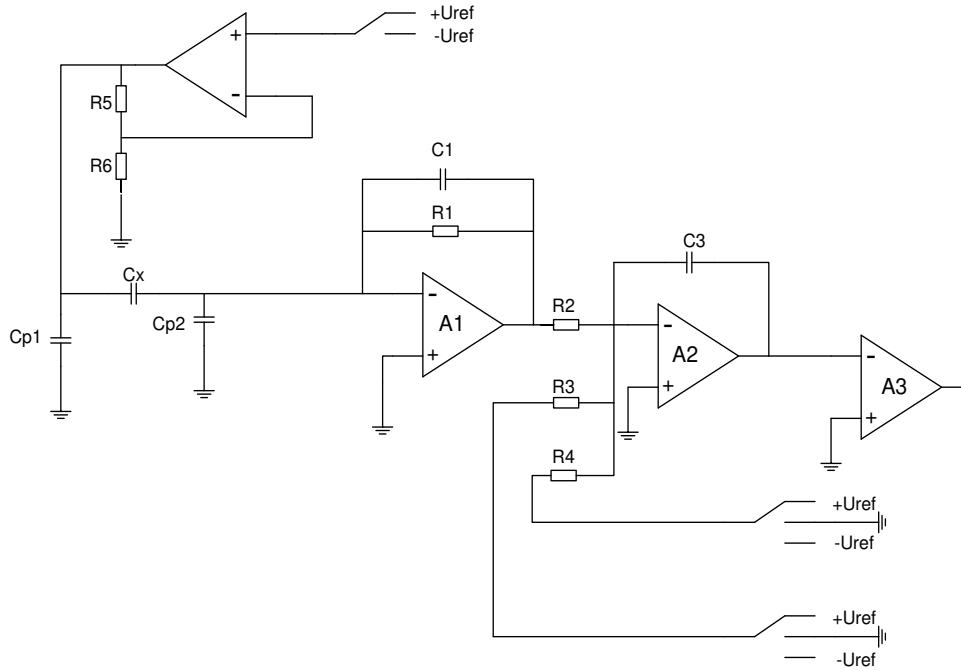 +Uref
+
-Uref
R5
-
R6
C1
R1
Cx
C3
-
R2
Cp2
A1
-
Cp1
+
A2
-
R3
+
A3
+
R4
+Uref
-Uref
+Uref
-Uref